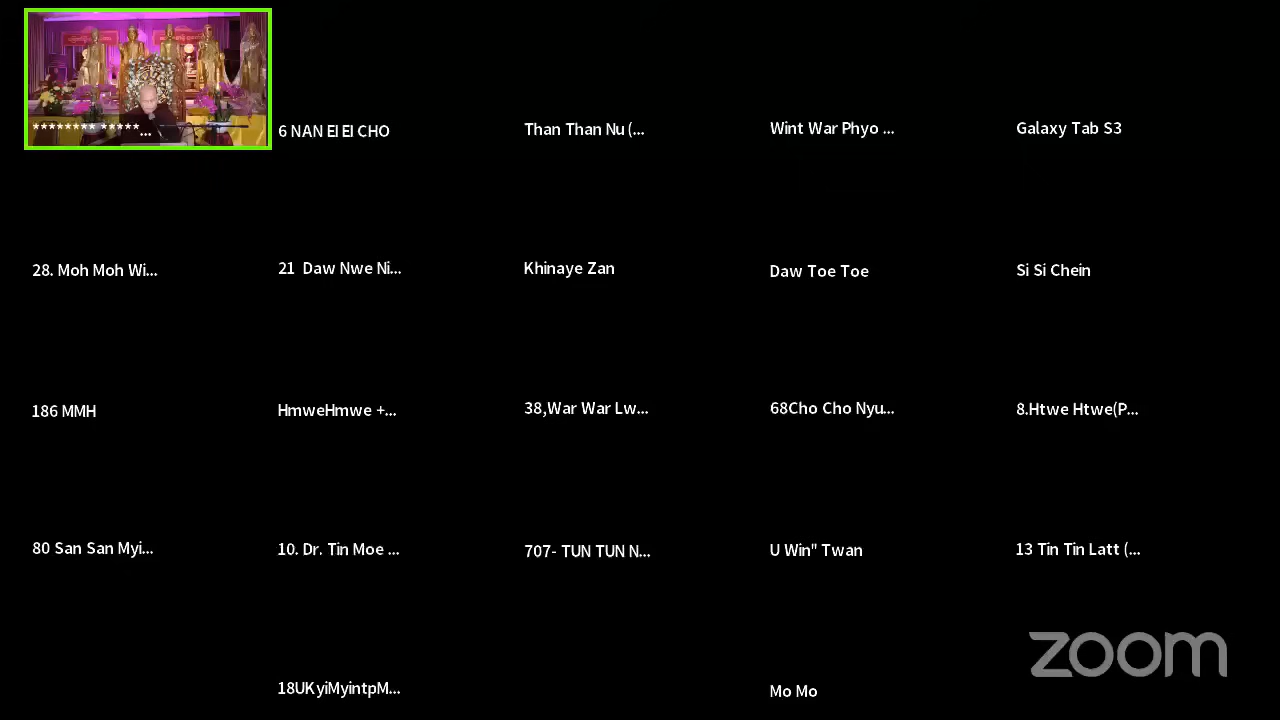 ******** *****...
6 NAN EI EI CHO
Than Than Nu (...
Wint War Phyo ...
Galaxy Tab S3
28. Moh Moh Wi...
21 Daw Nwe Ni...
Khinaye Zan
Daw Toe Toe
Si Si Chein
186 MMH
HmweHmwe +...
38,War War Lw...
68Cho Cho Nyu...
8.Htwe Htwe(P...
80 San San Myi...
10. Dr. Tin Moe ...
707- TUN TUN N...
U Win" Twan
13 Tin Tin Latt (...
18UKyiMyintpM...
Mo Mo
zoom